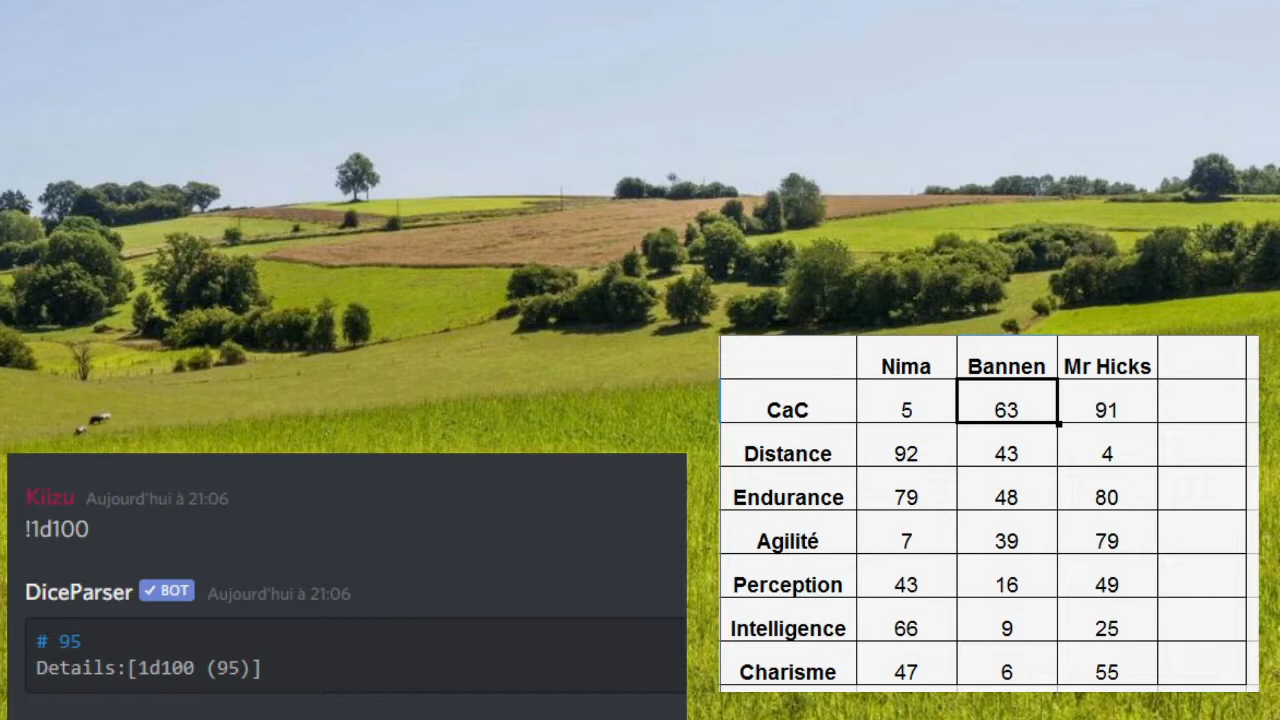 Kiizu Aujourd'hui à 21:06
!1d100
DiceParser ✓ BOT Aujourd'hui à 21:06
# 95
Details:[1d100 (95)]
Nima Bannen Mr Hicks
CaC 5 63 91
Distance 92 43 4
Endurance 79 48 80
Agilité 7 39 79
Perception 43 16 49
Intelligence 66 9 25
Charisme 47 6 55